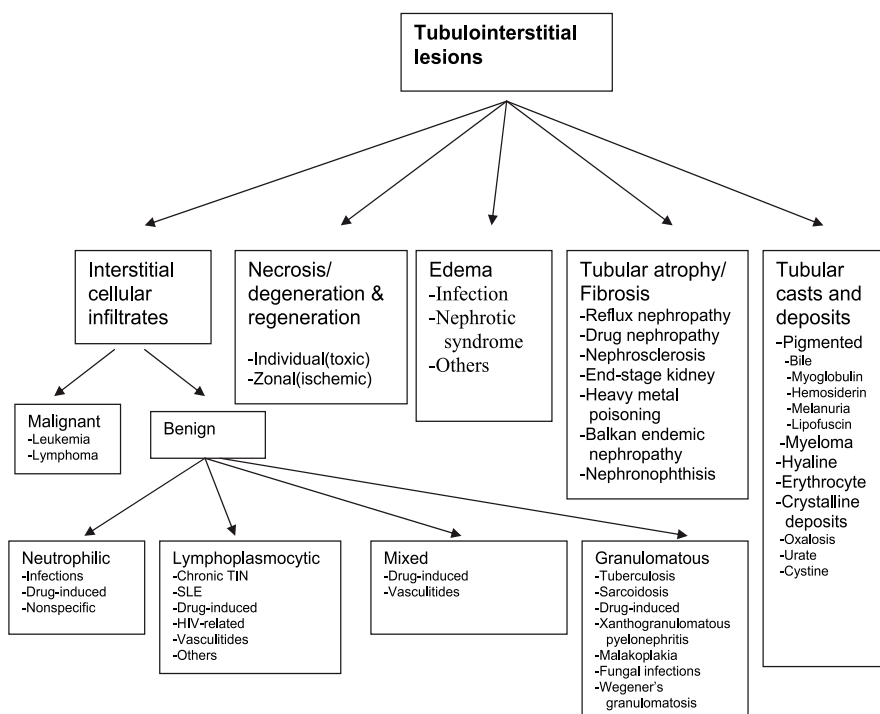 Tubulointerstitial
lesions
Interstitial
cellular
infiltrates
Necrosis/
degeneration &
regeneration
-Individual(toxic)
-Zonal(ischemic)
Edema
-Infection
-Nephrotic
syndrome
-Others
Tubular atrophy/
Fibrosis
-Reflux nephropathy
-Drug nephropathy
-Nephrosclerosis
-End-stage kidney
-Heavy metal
poisoning
-Balkan endemic
nephropathy
-Nephronophthisis
Tubular
casts and
deposits
-Pigmented
-Bile
-Myoglobulin
-Hemosiderin
-Melanuria
-Lipofuscin
-Myeloma
-Hyaline
-Erythrocyte
-Crystalline
deposits
-Oxalosis
-Urate
-Cystine
Malignant
-Leukemia
-Lymphoma
Benign
Neutrophilic
-Infections
-Drug-induced
-Nonspecific
Lymphoplasmocytic
-Chronic TIN
-SLE
-Drug-induced
-HIV-related
-Vasculitides
-Others
Mixed
-Drug-induced
-Vasculitides
Granulomatous
-Tuberculosis
-Sarcoidosis
-Drug-induced
-Xanthogranulomatous
pyelonephritis
-Malakoplakia
-Fungal infections
-Wegener's
granulomatosis